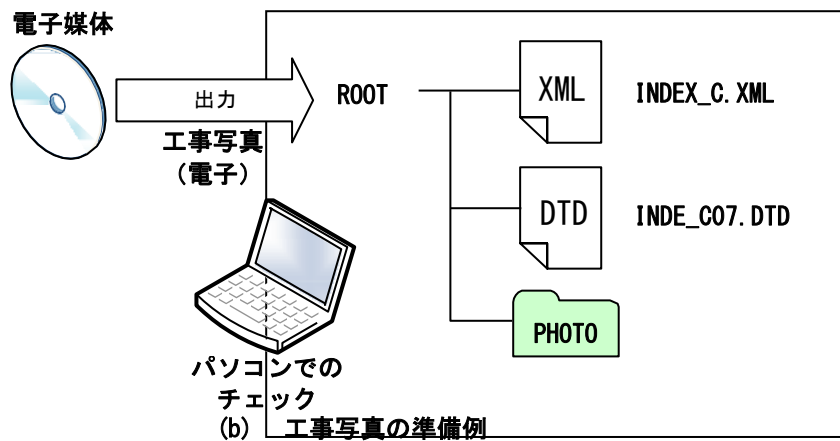 電子媒体
出力
工事写真
(電子)
ROOT
XML
INDEX_C.XML
DTD
INDE_C07.DTD
PHOTO
パソコンでの
チェック
(b) 工事写真の準備例